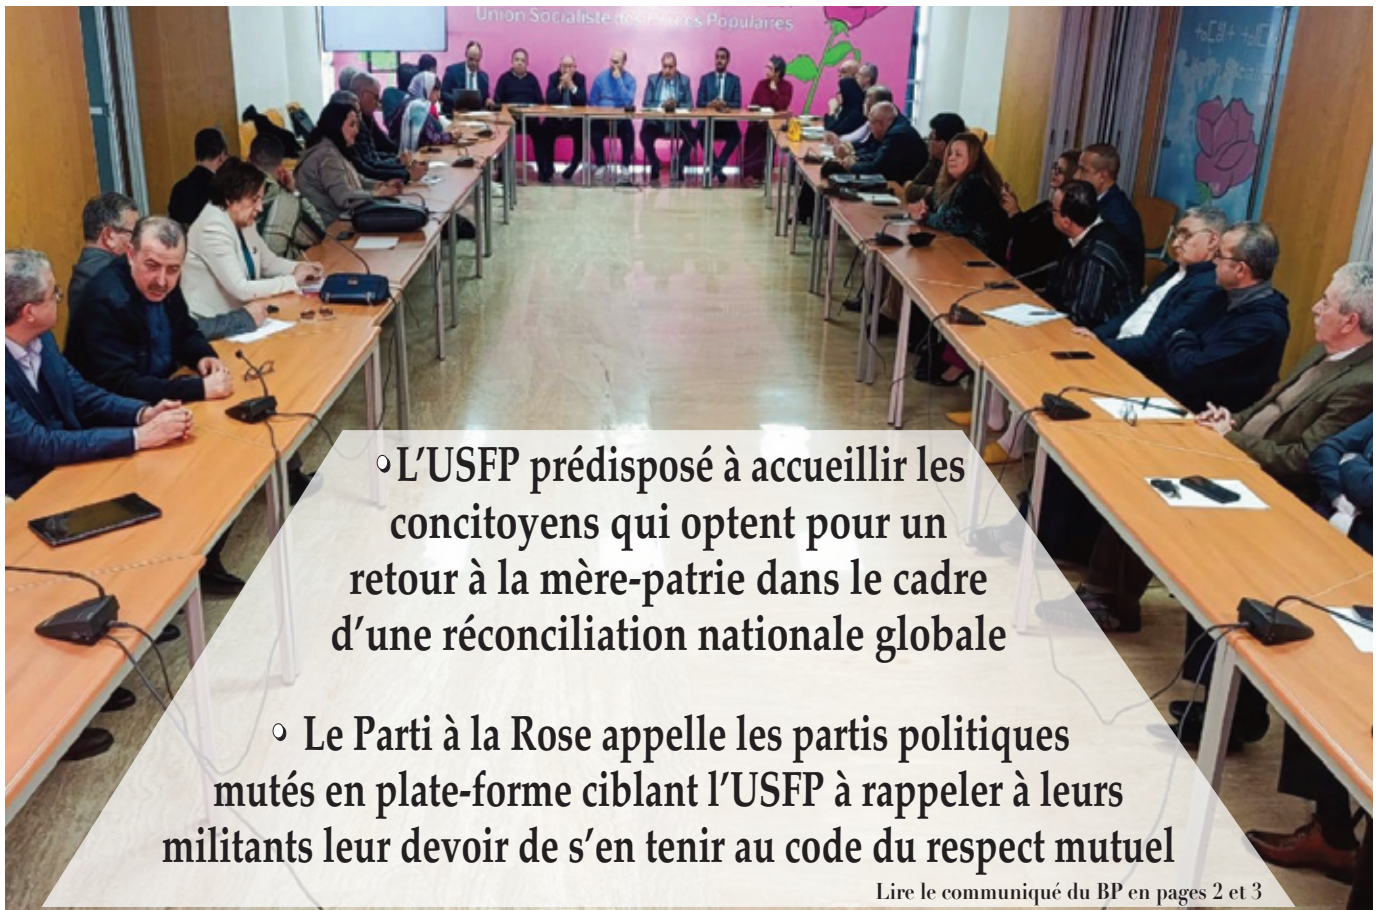 Union Socialiste des Forces Populaires
L'USFP prédisposé à accueillir les
concitoyens qui optent pour un
retour à la mère-patrie dans le cadre
d'une réconciliation nationale globale
Le Parti à la Rose appelle les partis politiques
mutés en plate-forme ciblant l'USFP à rappeler à leurs
militants leur devoir de s'en tenir au code du respect mutuel
Lire le communiqué du BP en pages 2 et 3